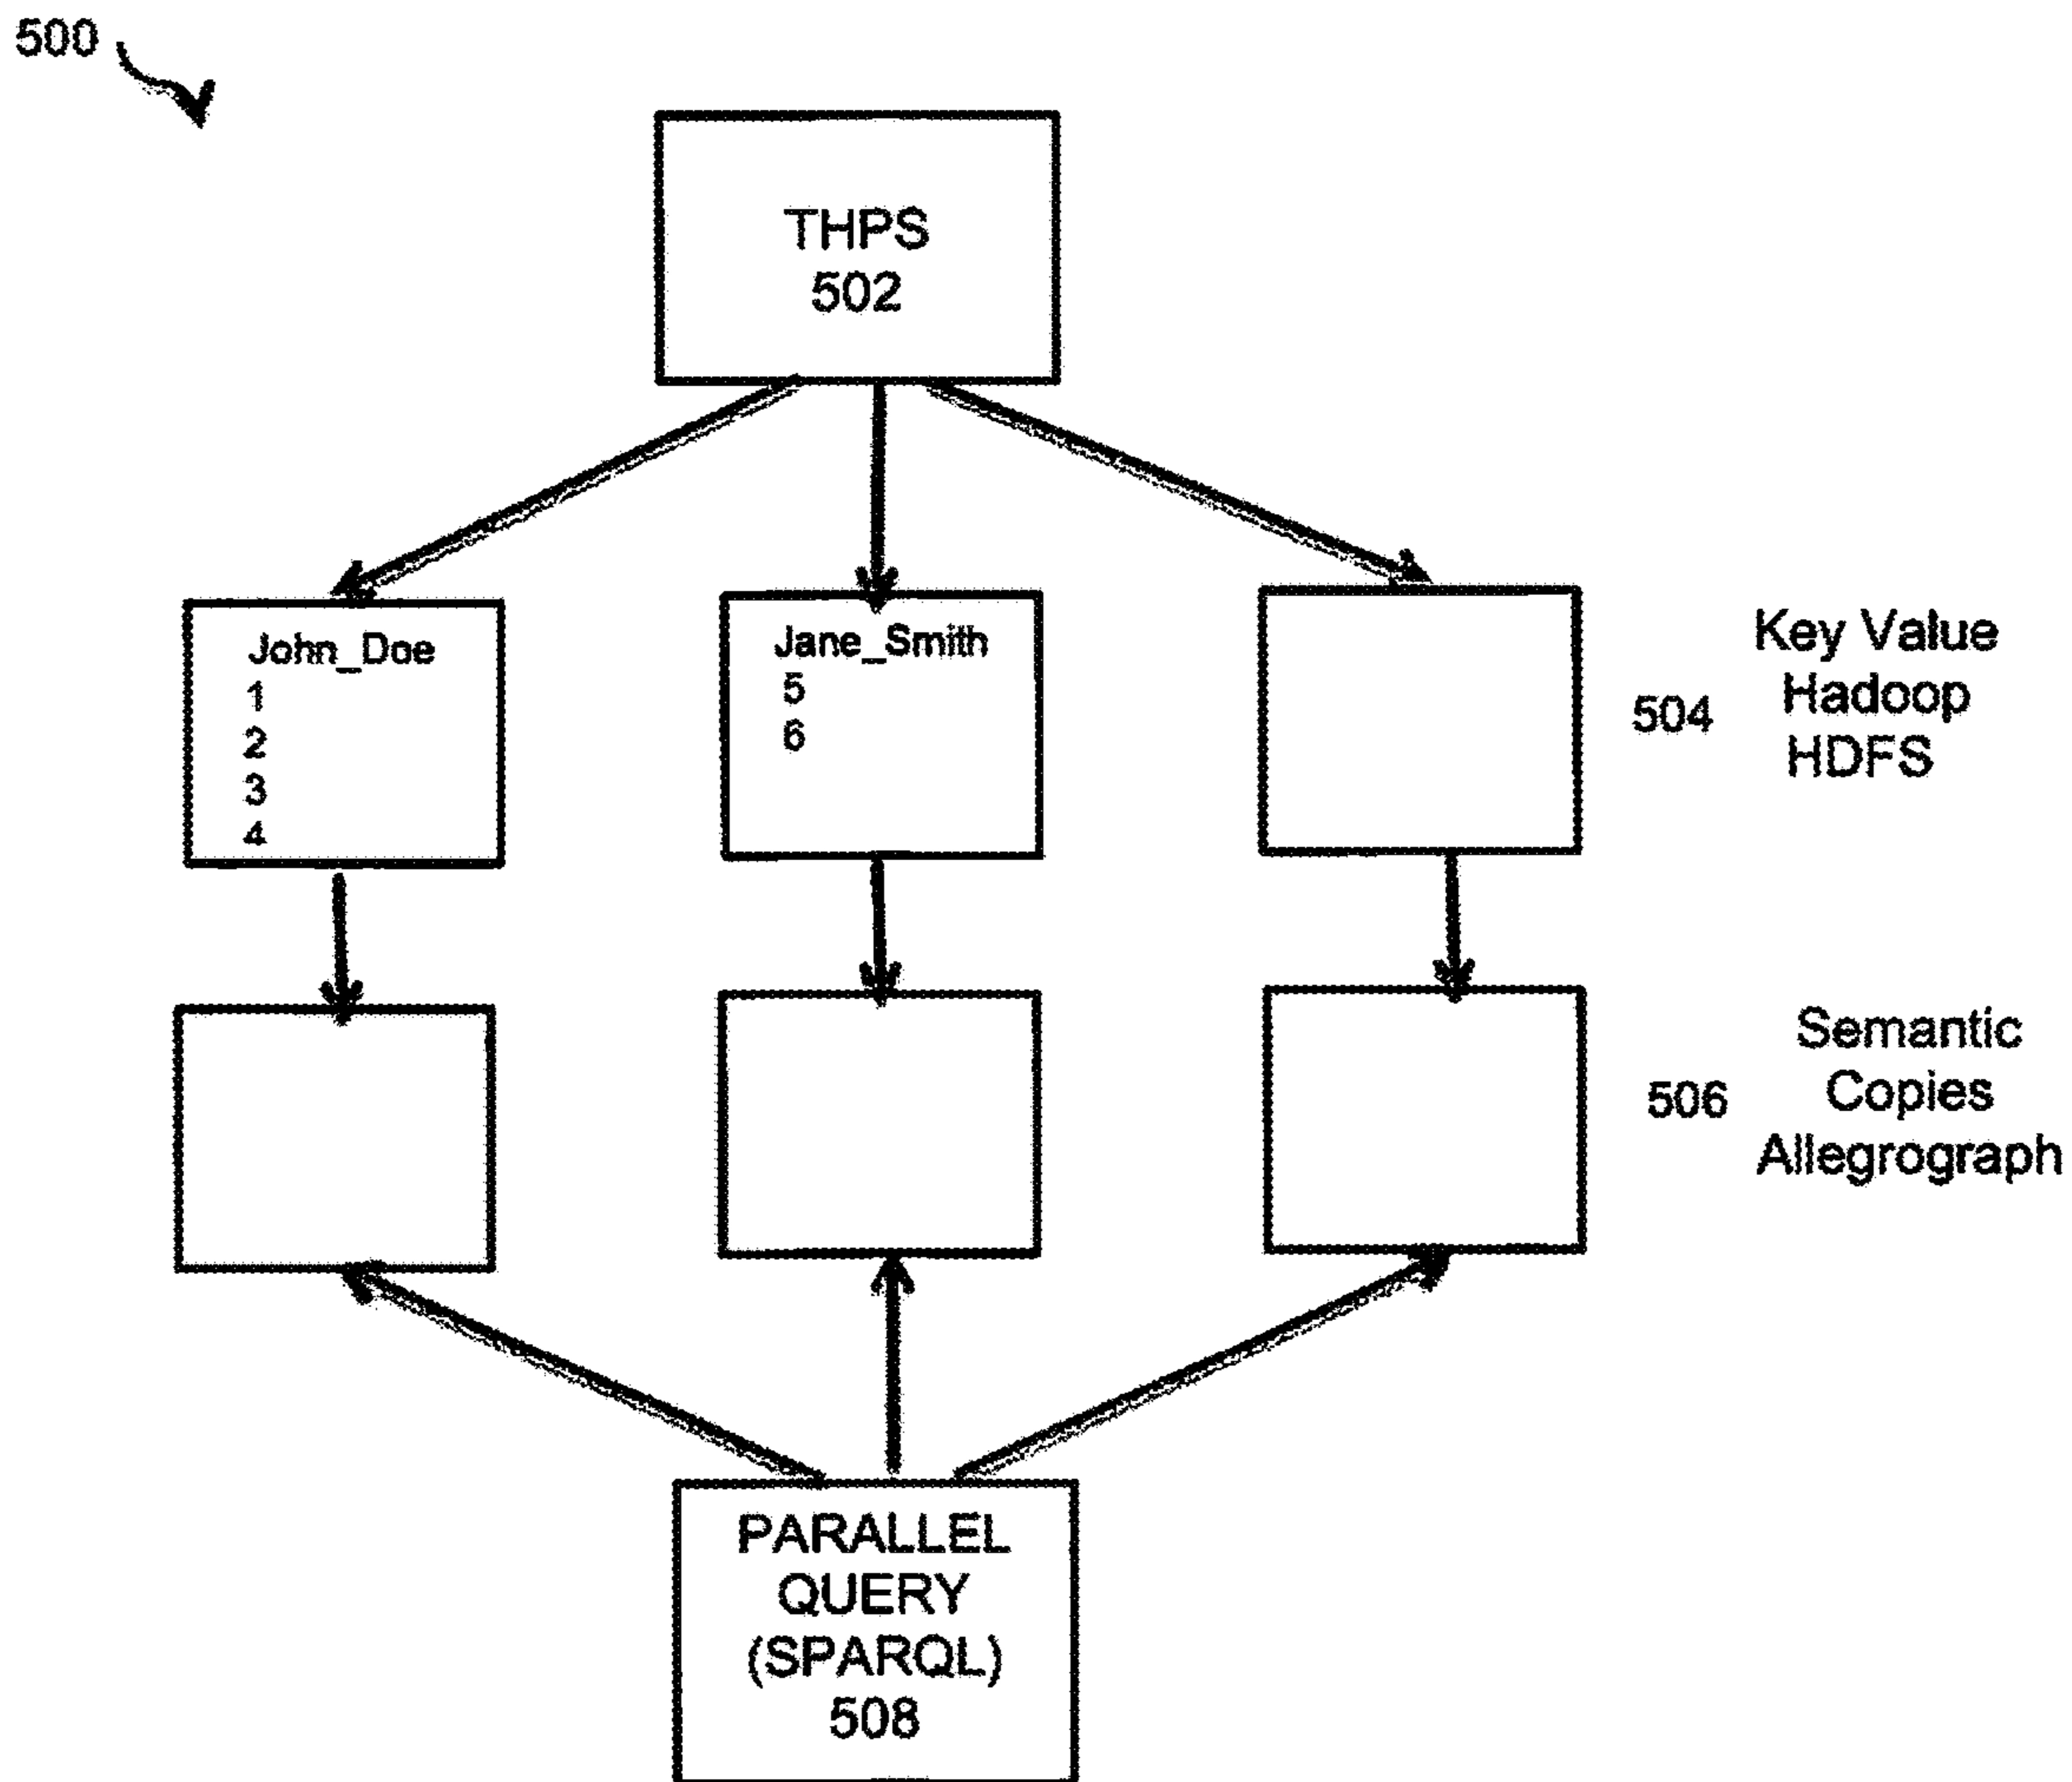 500
THPS
502
John_Doe
1
2
3
4
Jane_Smith
5
6
504
Key Value
Hadoop
HDFS
506
Semantic
Copies
Allegrograph
PARALLEL
QUERY
(SPARQL)
508